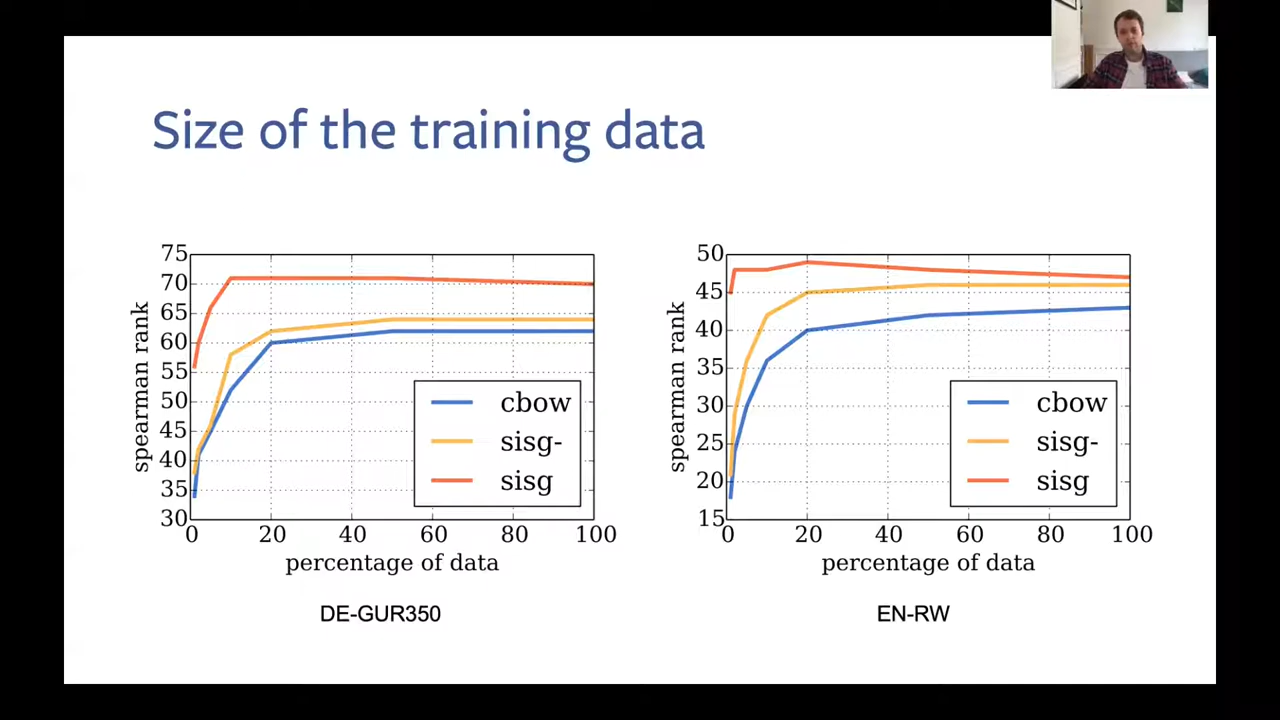 Size of the training data
75
70
65
60
55
50
45
40
35
30
0 20 40 60 80 100
spearman rank
percentage of data
cbow
sisg-
sisg
DE-GUR350
50
45
40
35
30
25
20
15
0 20 40 60 80 100
spearman rank
percentage of data
cbow
sisg-
sisg
EN-RW